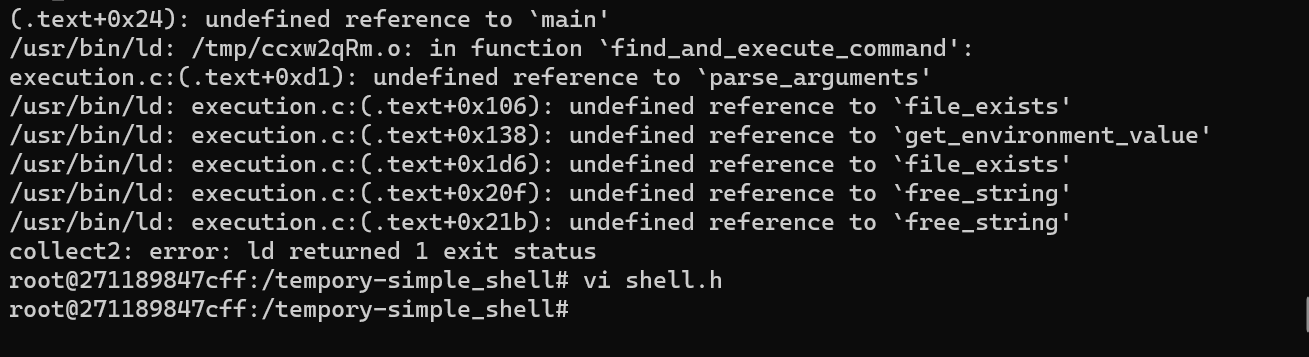 (.text+0x24): undefined reference to `main'
/usr/bin/ld: /tmp/ccxw2qRm.o: in function `find_and_execute_command':
execution.c:(.text+0xd1): undefined reference to `parse_arguments'
/usr/bin/ld: execution.c:(.text+0x106): undefined reference to `file_exists'
/usr/bin/ld: execution.c:(.text+0x138): undefined reference to `get_environment_value'
/usr/bin/ld: execution.c:(.text+0x1d6): undefined reference to `file_exists'
/usr/bin/ld: execution.c:(.text+0x20f): undefined reference to `free_string'
/usr/bin/ld: execution.c:(.text+0x21b): undefined reference to `free_string'
collect2: error: ld returned 1 exit status
root@271189847cff:/tempory-simple_shell# vi shell.h
root@271189847cff:/tempory-simple_shell#